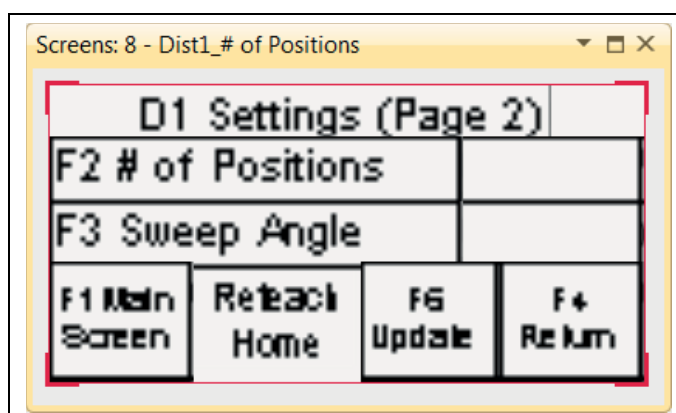 Screens: 8 - Dist1_# of Positions
D1 Settings (Page 2)
F2 # of Positions
F3 Sweep Angle
F1 Main Reteach F6 F4
Screen Home Update Return